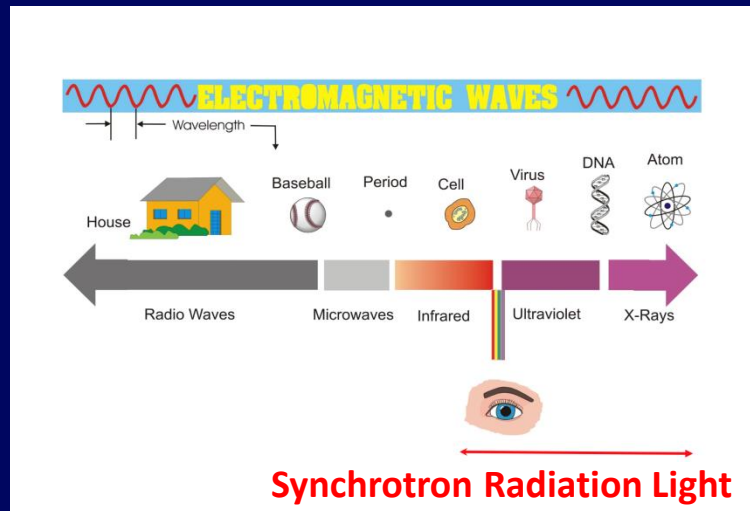 ELECTROMAGNETIC WAVES
Wavelength
House
Baseball
Period
Cell
Virus
DNA
Atom
Radio Waves
Microwaves
Infrared
Ultraviolet
X-Rays
Synchrotron Radiation Light